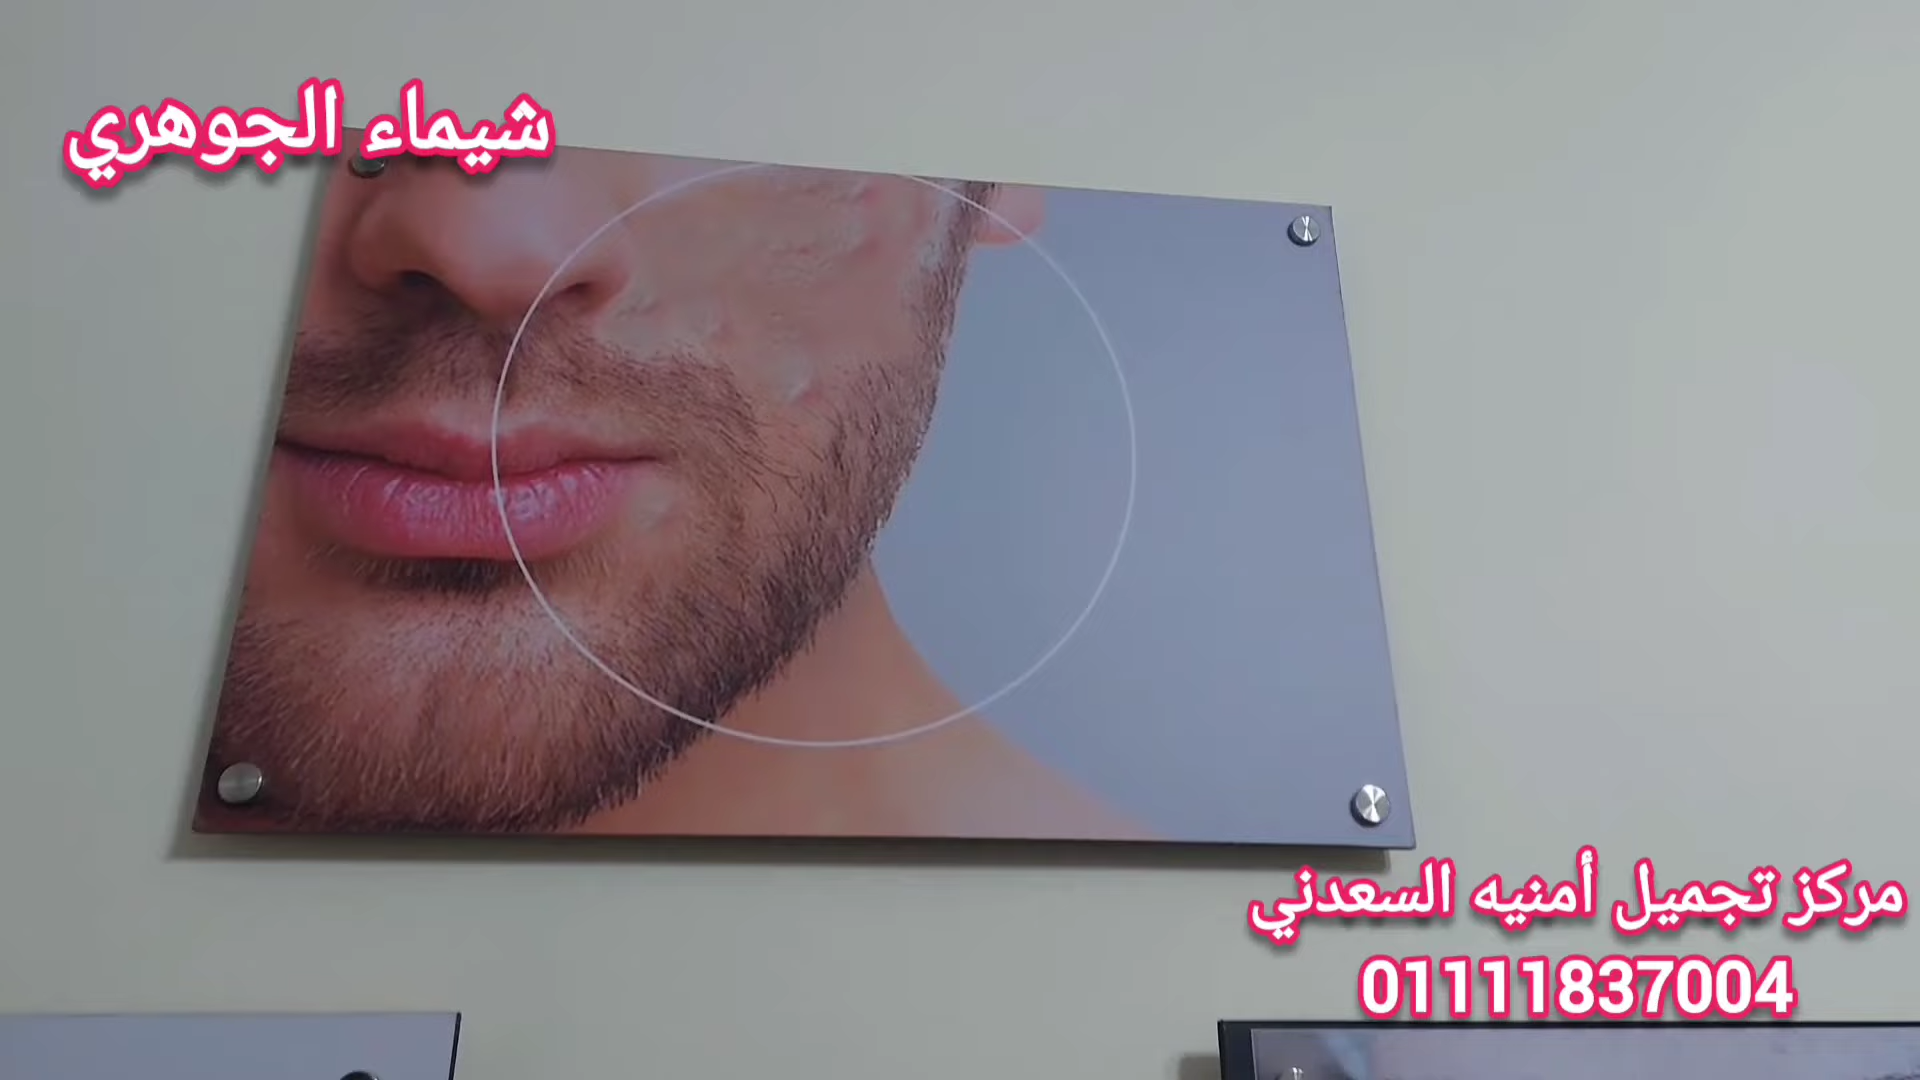 شيماء الجوهري
مركز تجميل أمنيه السعدني
01111837004